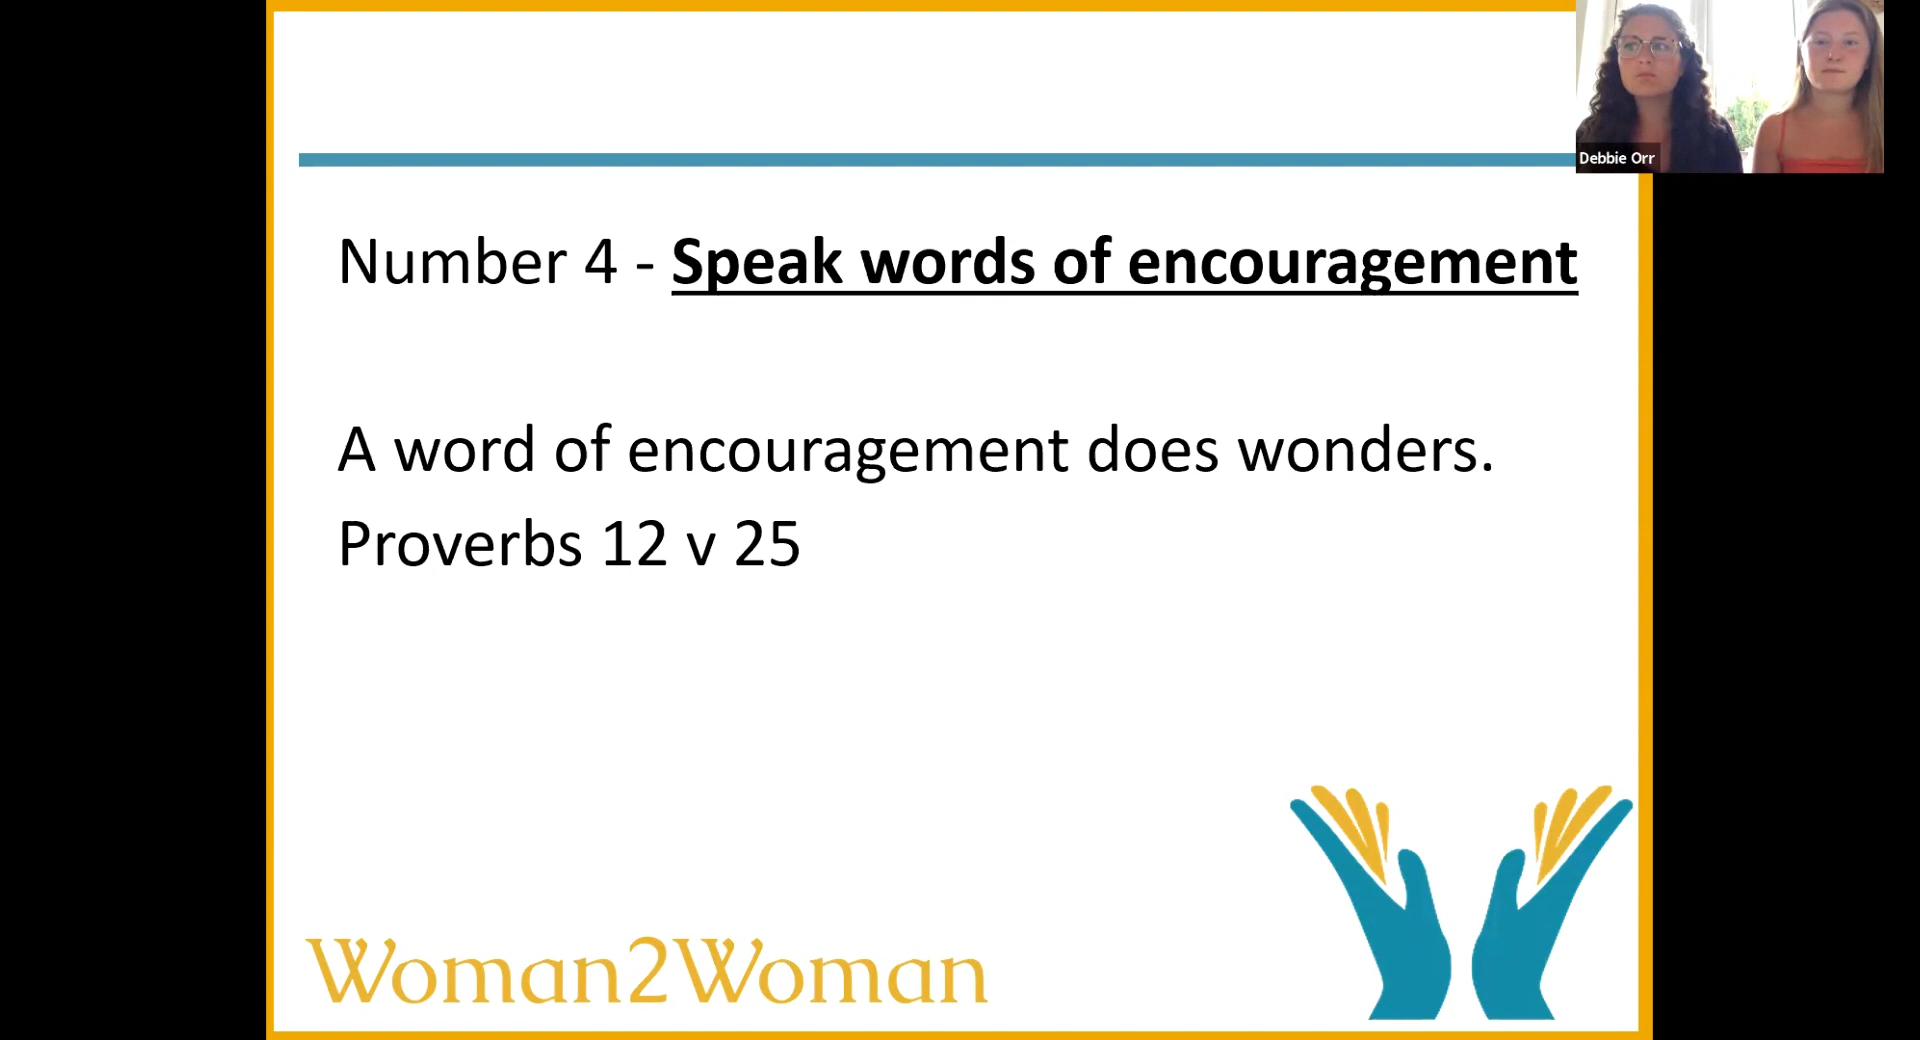 Debbie Orr
Number 4 - Speak words of encouragement
A word of encouragement does wonders.
Proverbs 12 v 25
Woman2Woman